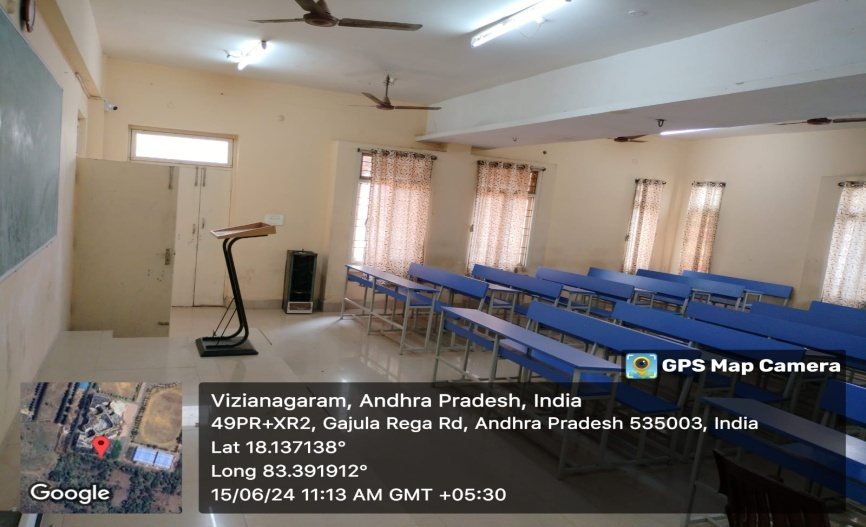 GPS Map Camera
Vizianagaram, Andhra Pradesh, India
49PR+XR2, Gajula Rega Rd, Andhra Pradesh 535003, India
Lat 18.137138°
Long 83.391912°
15/06/24 11:13 AM GMT +05:30
Google